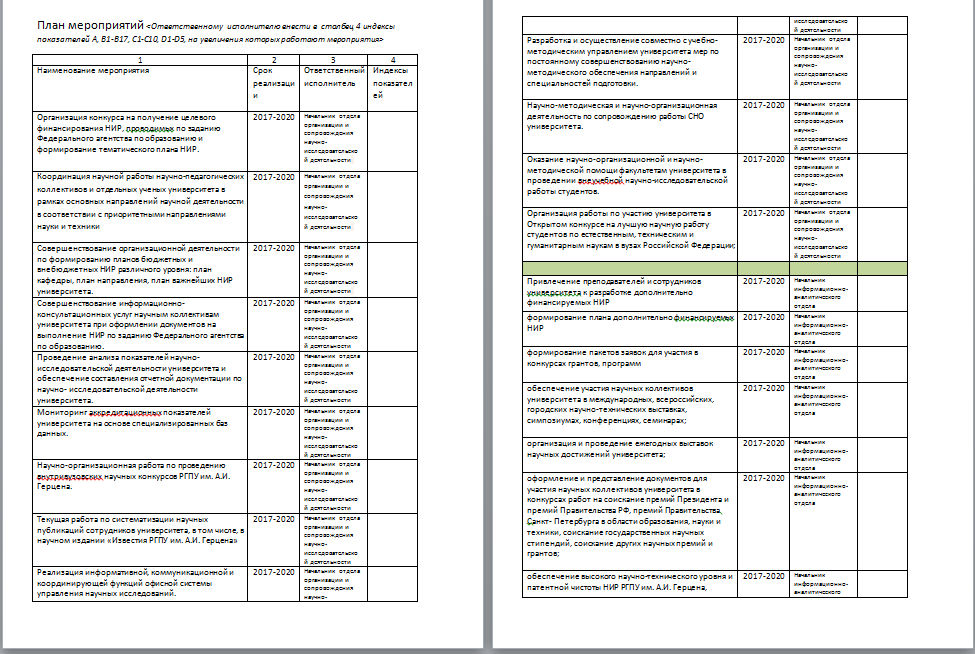 План мероприятий <Ответственному исполнителю внести в столбец 4 индексы
показателей А, В1-В17, С1-С10, D1-D5, на увеличения которых работают мероприятия>
1 2 3 4
Наименование мероприятия
Срок
реализаци
и
Ответственный
исполнитель
Индексы
показател
ей
Организация конкурса на получение целевого
финансирования НИР, проводимых по заданию
Федерального агентства по образованию и
формирование тематического плана НИР.
2017-2020
Начальник отдела
организации и
сопровождения
научно-
исследовательско
й деятельности
Координация научной работы научно-педагогических
коллективов и отдельных ученых университета в
рамках основных направлений научной деятельности
в соответствии с приоритетными направлениями
науки и техники
2017-2020
Начальник отдела
организации и
сопровождения
научно-
исследовательско
й деятельности
Совершенствование организационной деятельности
по формированию планов бюджетных и
внебюджетных НИР различного уровня: план
кафедры, план направления, план важнейших НИР
университета.
2017-2020
Начальник отдела
организации и
сопровождения
научно-
исследовательско
й деятельности
Совершенствование информационно-
консультационных услуг научным коллективам
университета при оформлении документов на
выполнение НИР по заданию Федерального агентства
по образованию.
2017-2020
Начальник отдела
организации и
сопровождения
научно-
исследовательско
й деятельности
Проведение анализа показателей научно-
исследовательской деятельности университета и
обеспечение составления отчетной документации по
научно- исследовательской деятельности
университета.
2017-2020
Начальник отдела
организации и
сопровождения
научно-
исследовательско
й деятельности
Мониторинг аккредитационных показателей
университета на основе специализированных баз
данных.
2017-2020
Начальник отдела
организации и
сопровождения
научно-
исследовательско
й деятельности
Научно-организационная работа по проведению
внутривузовских научных конкурсов РГПУ им. А.И.
Герцена.
2017-2020
Начальник отдела
организации и
сопровождения
научно-
исследовательско
й деятельности
Текущая работа по систематизации научных
публикаций сотрудников университета, в том числе, в
научном издании «Известия РГПУ им. А.И. Герцена»
2017-2020
Начальник отдела
организации и
сопровождения
научно-
исследовательско
й деятельности
Реализация информативной, коммуникационной и
координирующей функций офисной системы
управления научных исследований.
2017-2020
Начальник отдела
организации и
сопровождения
научно-
исследовательско
й деятельности
Разработка и осуществление совместно с учебно-
методическим управлением университета мер по
постоянному совершенствованию научно-
методического обеспечения направлений и
специальностей подготовки.
2017-2020
Начальник отдела
организации и
сопровождения
научно-
исследовательско
й деятельности
Научно-методическая и научно-организационная
деятельность по сопровождению работы СНО
университета.
2017-2020
Начальник отдела
организации и
сопровождения
научно-
исследовательско
й деятельности
Оказание научно-организационной и научно-
методической помощи факультетам университета в
проведении внеучебной научно-исследовательской
работы студентов.
2017-2020
Начальник отдела
организации и
сопровождения
научно-
исследовательско
й деятельности
Организация работы по участию университета в
Открытом конкурсе на лучшую научную работу
студентов по естественным, техническим и
гуманитарным наукам в вузах Российской Федерации;
2017-2020
Начальник отдела
организации и
сопровождения
научно-
исследовательско
й деятельности
Привлечение преподавателей и сотрудников
университета к разработке дополнительно
финансируемых НИР
2017-2020
Начальник
информационно-
аналитического
отдела
формирование плана дополнительно финансируемых
НИР
2017-2020
Начальник
информационно-
аналитического
отдела
формирование пакетов заявок для участия в
конкурсах грантов, программ
2017-2020
Начальник
информационно-
аналитического
отдела
обеспечение участия научных коллективов
университета в международных, всероссийских,
городских научно-технических выставках,
симпозиумах, конференциях, семинарах;
2017-2020
Начальник
информационно-
аналитического
отдела
организация и проведение ежегодных выставок
научных достижений университета;
2017-2020
Начальник
информационно-
аналитического
отдела
оформление и представление документов для
участия научных коллективов университета в
конкурсах работ на соискание премий Президента и
премий Правительства РФ, премий Правительства,
Санкт- Петербурга в области образования, науки и
техники, соискание государственных научных
стипендий, соискание других научных премий и
грантов;
2017-2020
Начальник
информационно-
аналитического
отдела
обеспечение высокого научно-технического уровня и
патентной чистоты НИР РГПУ им. А.И. Герцена,
2017-2020
Начальник
информационно-
аналитического